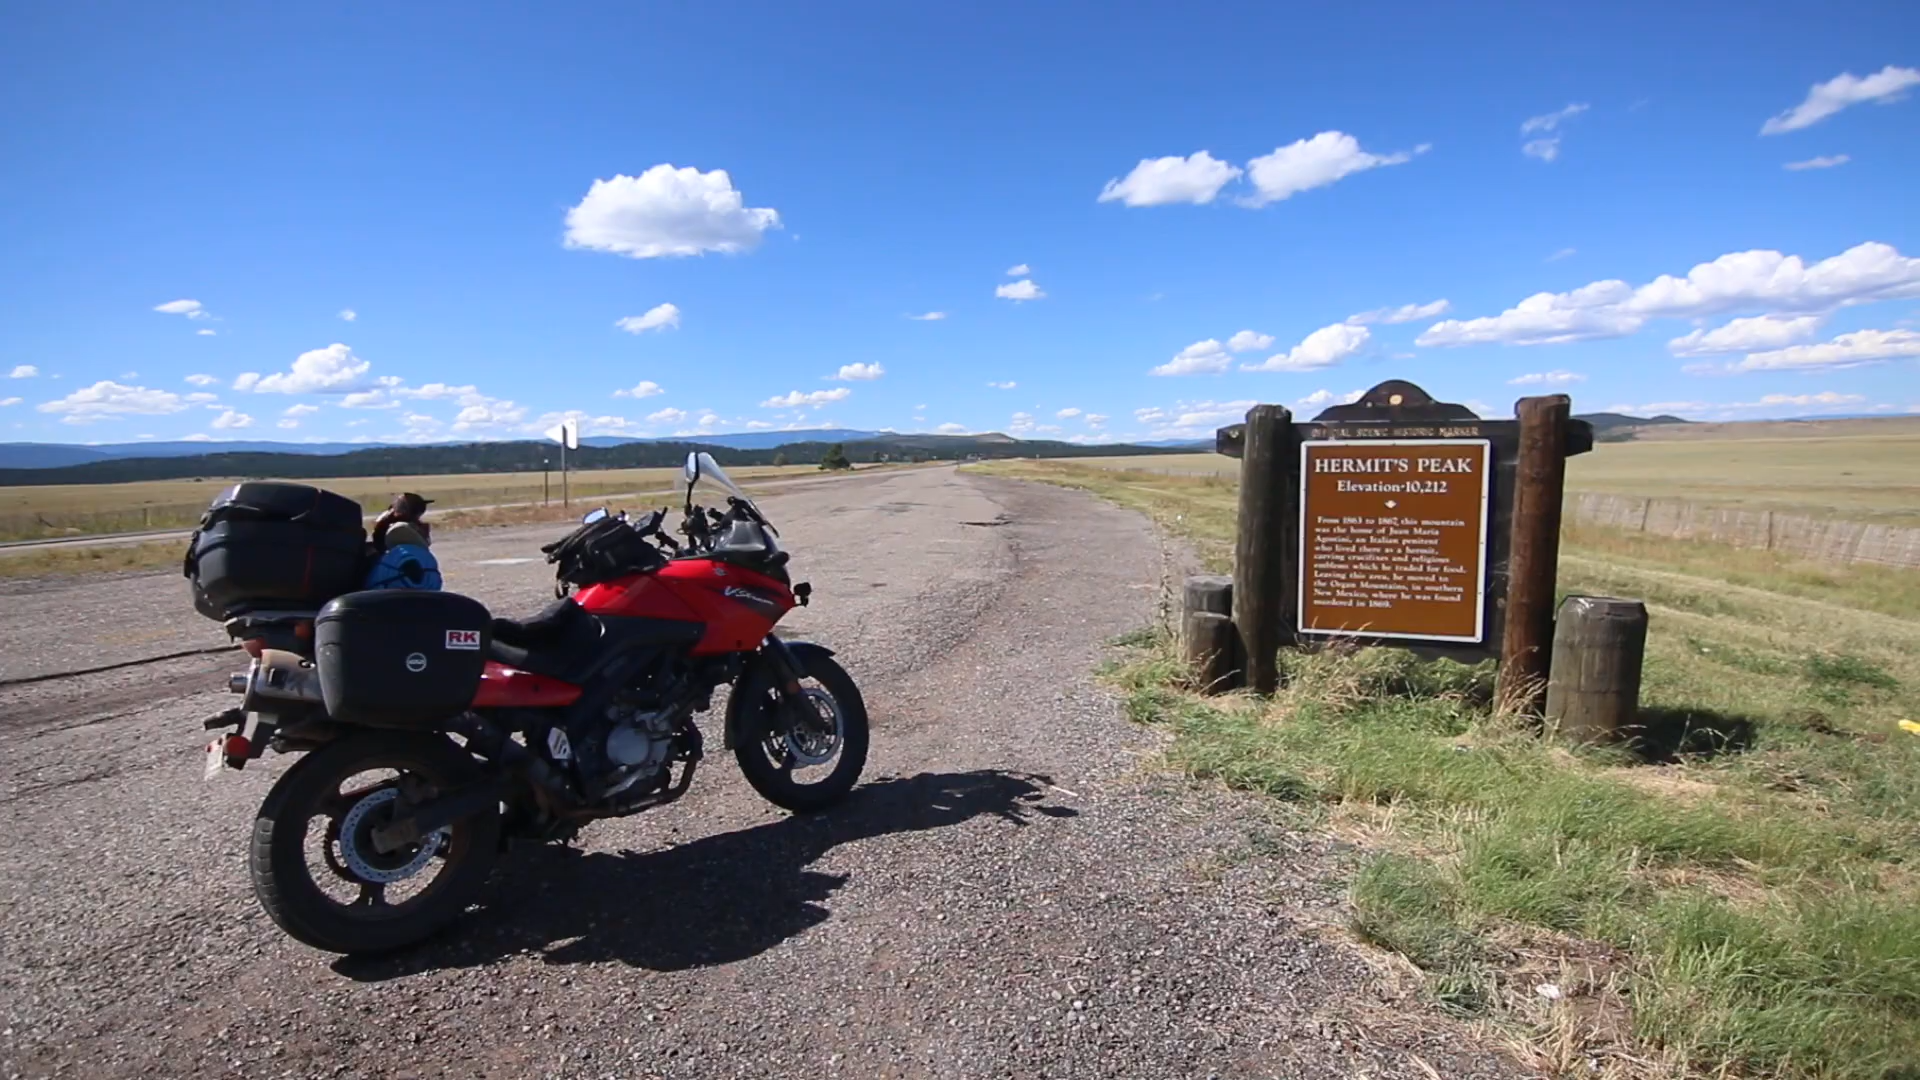 V-Strom
RK
GIVI
OFFICIAL SCENIC HISTORIC MARKER
HERMIT'S PEAK
Elevation-10,212
From 1863 to 1867, this mountain
was the home of Juan Maria
Agostini, an Italian penitent
who lived there as a hermit,
carving crucifixes and religious
emblems which he traded for food.
Leaving this area, he moved to
the Organ Mountains, in southern
New Mexico, where he was found
murdered in 1869.